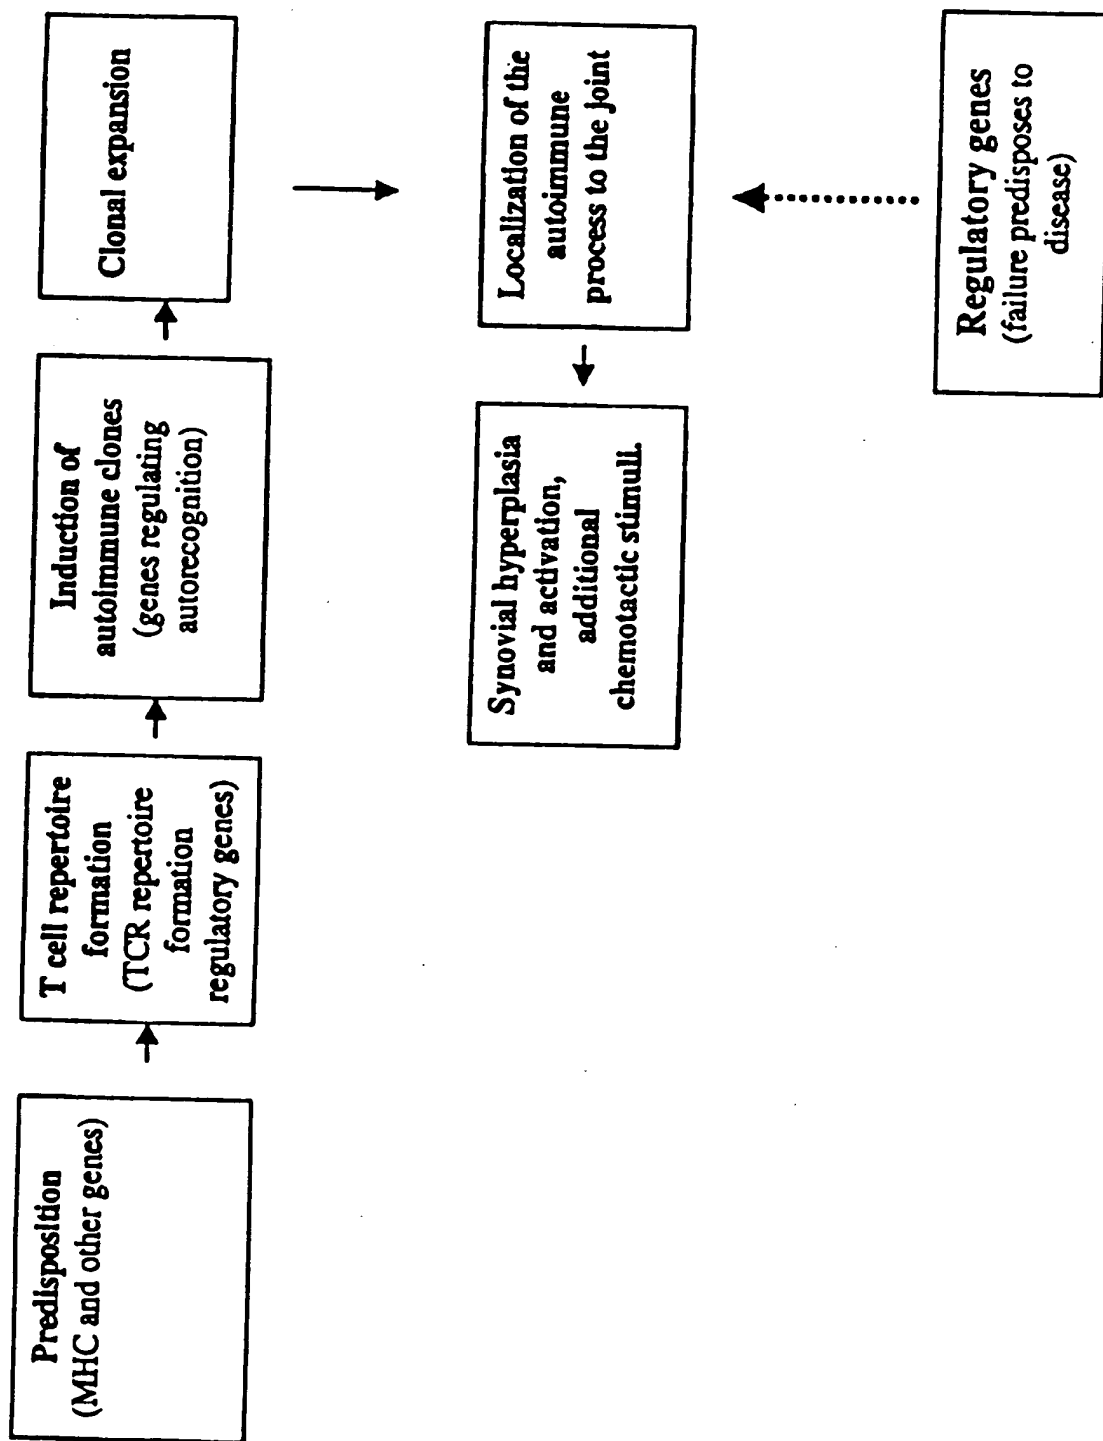 Predisposition
(MHC and other genes)
T cell repertoire
formation
(TCR repertoire
formation
regulatory genes)
Induction of
autoimmune clones
(genes regulating
autorecognition)
Clonal expansion
Localization of the
autoimmune
process to the joint
Synovial hyperplasia
and activation,
additional
chemotactic stimuli.
Regulatory genes
(failure predisposes to
disease)